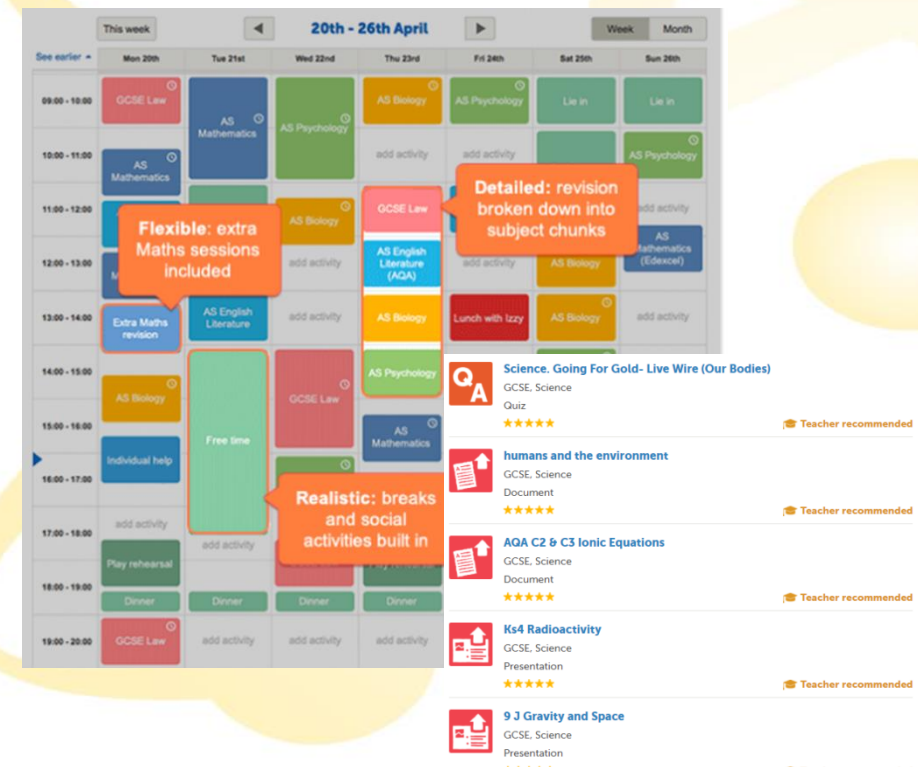 This week
20th - 26th April
Week
Month
See earlier
Mon 20th
Tue 21st
Wed 22nd
Thu 23rd
Fri 24th
Sat 25th
Sun 26th
09:00 - 10:00
GCSE Law
AS
Mathematics
AS Psychology
AS Biology
AS Psychology
Lie in
Lie in
10:00 - 11:00
AS
Mathematics
add activity
add activity
AS Psychology
11:00 - 12:00
AS Biology
GCSE Law
add activity
Flexible: extra
Maths sessions
included
Detailed: revision
broken down into
subject chunks
12:00 - 13:00
add activity
AS English
Literature
(AQA)
add activity
AS Biology
AS
Mathematics
(Edexcel)
13:00 - 14:00
Extra Maths
revision
AS English
Literature
add activity
AS Biology
Lunch with Izzy
AS Biology
add activity
14:00 - 15:00
AS Biology
Free time
GCSE Law
AS Psychology
15:00 - 16:00
AS
Mathematics
Individual help
16:00 - 17:00
Realistic: breaks
and social
activities built in
17:00 - 18:00
add activity
add activity
Play rehearsal
18:00 - 19:00
Dinner
Dinner
Dinner
Dinner
19:00 - 20:00
GCSE Law
add activity
add activity
add activity
QA
Science. Going For Gold- Live Wire (Our Bodies)
GCSE, Science
Quiz
Teacher recommended
humans and the environment
GCSE, Science
Document
Teacher recommended
AQA C2 & C3 Ionic Equations
GCSE, Science
Document
Teacher recommended
Ks4 Radioactivity
GCSE, Science
Presentation
Teacher recommended
9 J Gravity and Space
GCSE, Science
Presentation